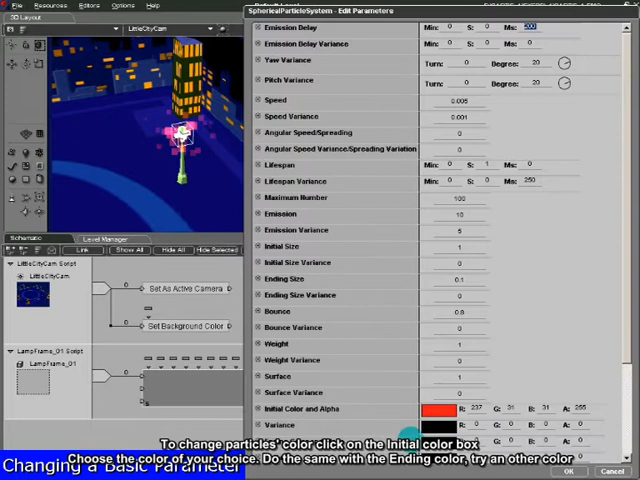 File Resources Editors Options Help
SphericalParticleSystem - Edit Parameters
3D Layout
LittleCityCam
Emission Delay Min: 0 S: 0 Ms: 200
Emission Delay Variance Min: 0 S: 0 Ms: 0
Yaw Variance Turn: 0 Degree: 20
Pitch Variance Turn: 0 Degree: 20
Speed 0.005
Speed Variance 0.001
Angular Speed/Spreading 0
Angular Speed Variance/Spreading Variation 0
Lifespan Min: 0 S: 1 Ms: 0
Lifespan Variance Min: 0 S: 0 Ms: 250
Maximum Number 100
Emission 10
Emission Variance 5
Initial Size 1
Initial Size Variance 0
Ending Size 0.1
Ending Size Variance 0
Bounce
Bounce Variance 0
Weight 1
Weight Variance 0
Surface 1
Surface Variance 0
Initial Color and Alpha R: 237 G: 31 B: 31 A: 255
Variance R: 0 G: 0 B: 0 A: 0
Schematic Level Manager
Link Show All Hide All Hide Selected
LittleCityCam Script
LittleCityCam
0 Set As Active Camera
0 Set Background Color
LampFrame_01 Script
LampFrame_01
0
To change particles' color click on the Initial color box
Choose the color of your choice. Do the same with the Ending color, try an other color
Changing a Basic Parameter
OK Cancel